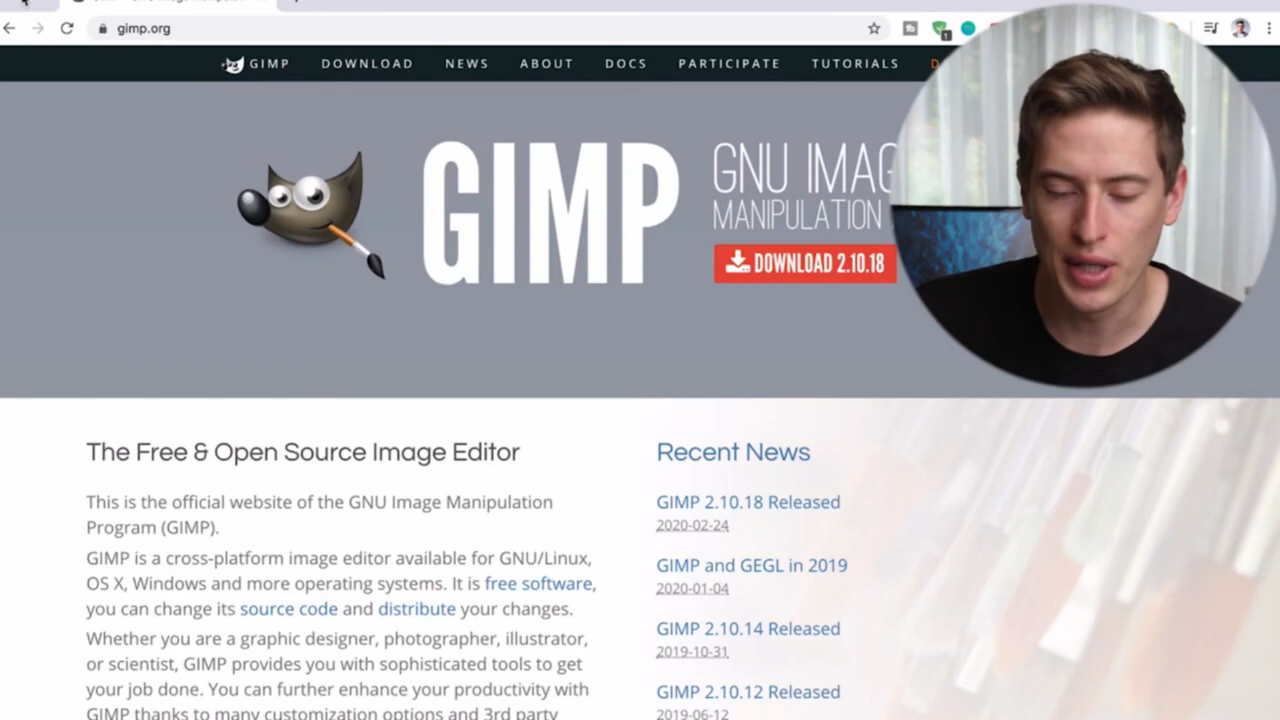 gimp.org
1
GIMP DOWNLOAD NEWS ABOUT DOCS PARTICIPATE TUTORIALS
GIMP
GNU IMAG
MANIPULATION
DOWNLOAD 2.10.18
The Free & Open Source Image Editor
This is the official website of the GNU Image Manipulation
Program (GIMP).
GIMP is a cross-platform image editor available for GNU/Linux,
OS X, Windows and more operating systems. It is free software,
you can change its source code and distribute your changes.
Whether you are a graphic designer, photographer, illustrator,
or scientist, GIMP provides you with sophisticated tools to get
your job done. You can further enhance your productivity with
GIMP thanks to many customization options and 3rd party
Recent News
GIMP 2.10.18 Released
2020-02-24
GIMP and GEGL in 2019
2020-01-04
GIMP 2.10.14 Released
2019-10-31
GIMP 2.10.12 Released
2019-06-12